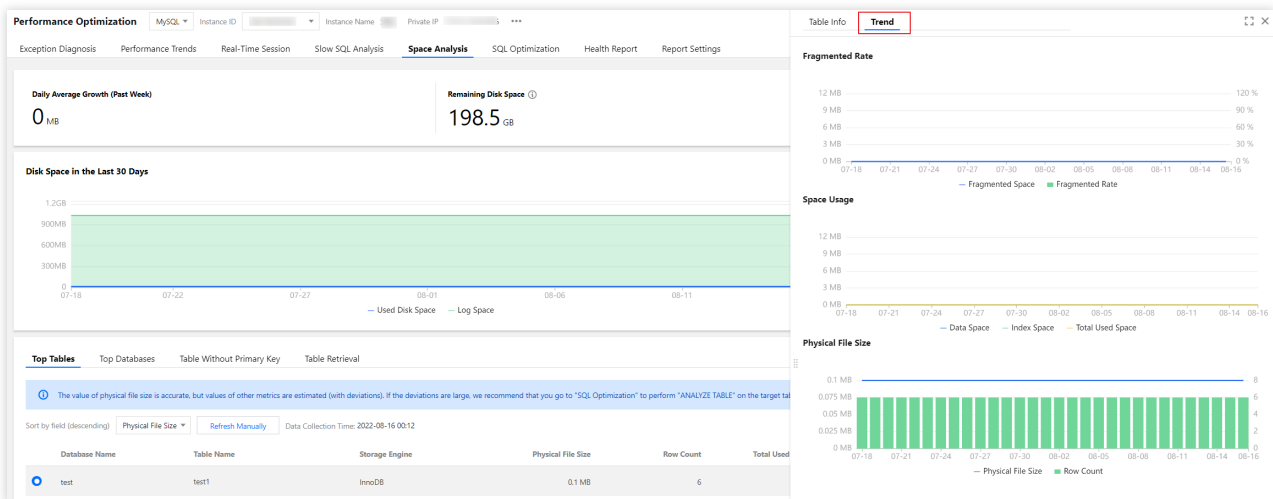 Performance Optimization MySQL Instance ID Instance Name Private IP
Exception Diagnosis Performance Trends Real-Time Session Slow SQL Analysis Space Analysis SQL Optimization Health Report Report Settings
Daily Average Growth (Past Week)
0 MB
Remaining Disk Space
198.5 GB
Disk Space in the Last 30 Days
1.2GB
900MB
600MB
300MB
0
07-18 07-22 07-27 08-01 08-06 08-11
Used Disk Space Log Space
Top Tables Top Databases Table Without Primary Key Table Retrieval
The value of physical file size is accurate, but values of other metrics are estimated (with deviations). If the deviations are large, we recommend that you go to "SQL Optimization" to perform "ANALYZE TABLE" on the target tal
Sort by field (descending) Physical File Size Refresh Manually Data Collection Time: 2022-08-16 00:12
Database Name Table Name Storage Engine Physical File Size Row Count Total Used
test test1 InnoDB 0.1 MB 6
Table Info Trend
Fragmented Rate
12 MB 120 %
9 MB 90 %
6 MB 60 %
3 MB 30 %
0 MB 0 %
07-18 07-21 07-24 07-27 07-30 08-02 08-05 08-08 08-11 08-14 08-16
Fragmented Space Fragmented Rate
Space Usage
12 MB
9 MB
6 MB
3 MB
0 MB
07-18 07-21 07-24 07-27 07-30 08-02 08-05 08-08 08-11 08-14 08-16
Data Space Index Space Total Used Space
Physical File Size
0.1 MB 8
0.075 MB 6
0.05 MB 4
0.025 MB 2
0 MB 0
07-18 07-21 07-24 07-27 07-30 08-02 08-05 08-08 08-11 08-14 08-16
Physical File Size Row Count